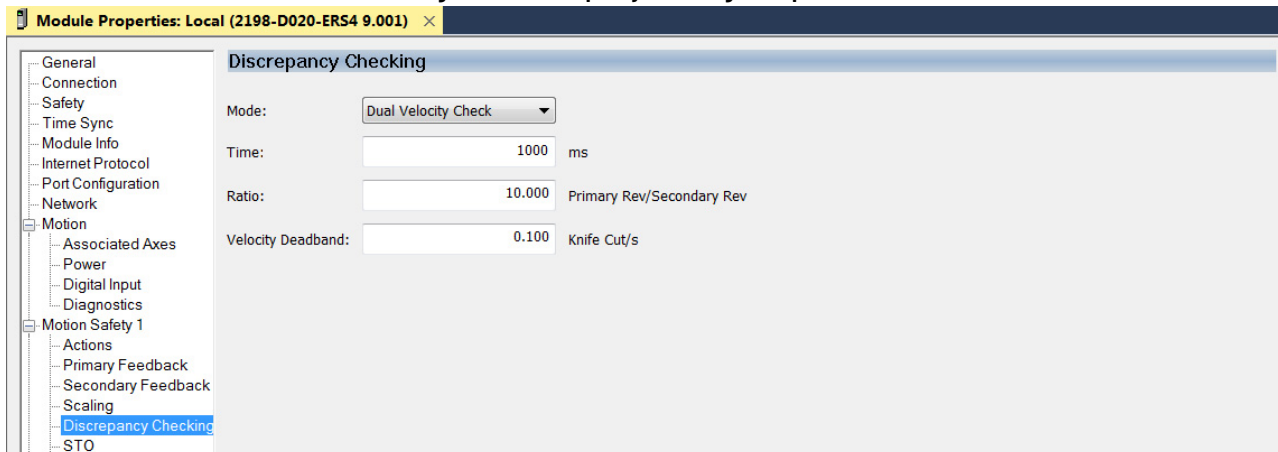 Module Properties: Local (2198-D020-ERS4 9.001) ×
General
Connection
Safety
Time Sync
Module Info
Internet Protocol
Port Configuration
Network
Motion
Associated Axes
Power
Digital Input
Diagnostics
Motion Safety 1
Actions
Primary Feedback
Secondary Feedback
Scaling
Discrepancy Checking
STO
Discrepancy Checking
Mode: Dual Velocity Check
Time: 1000 ms
Ratio: 10.000 Primary Rev/Secondary Rev
Velocity Deadband: 0.100 Knife Cut/s